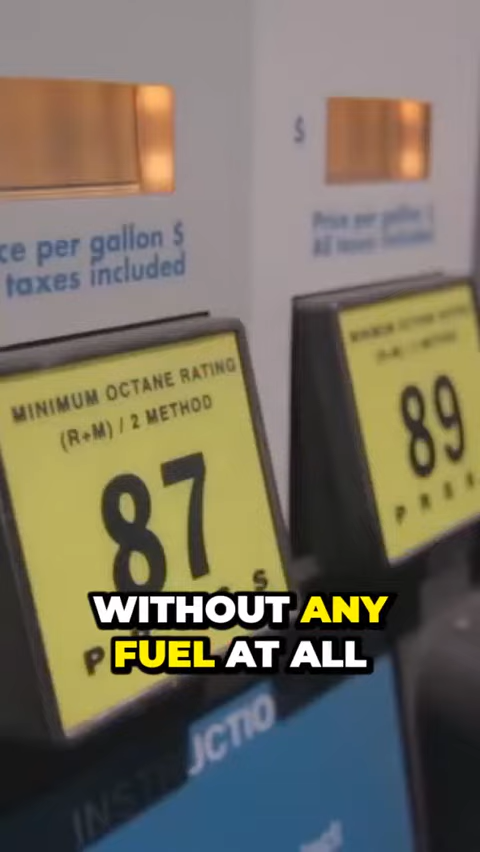 ce per gallon $
taxes included
$
Price per gallon $
All taxes included
MINIMUM OCTANE RATING
(R+M) / 2 METHOD
87
MINIMUM OCTANE RATING
(R+M) / 2 METHOD
89
PRES
WITHOUT ANY
FUEL AT ALL